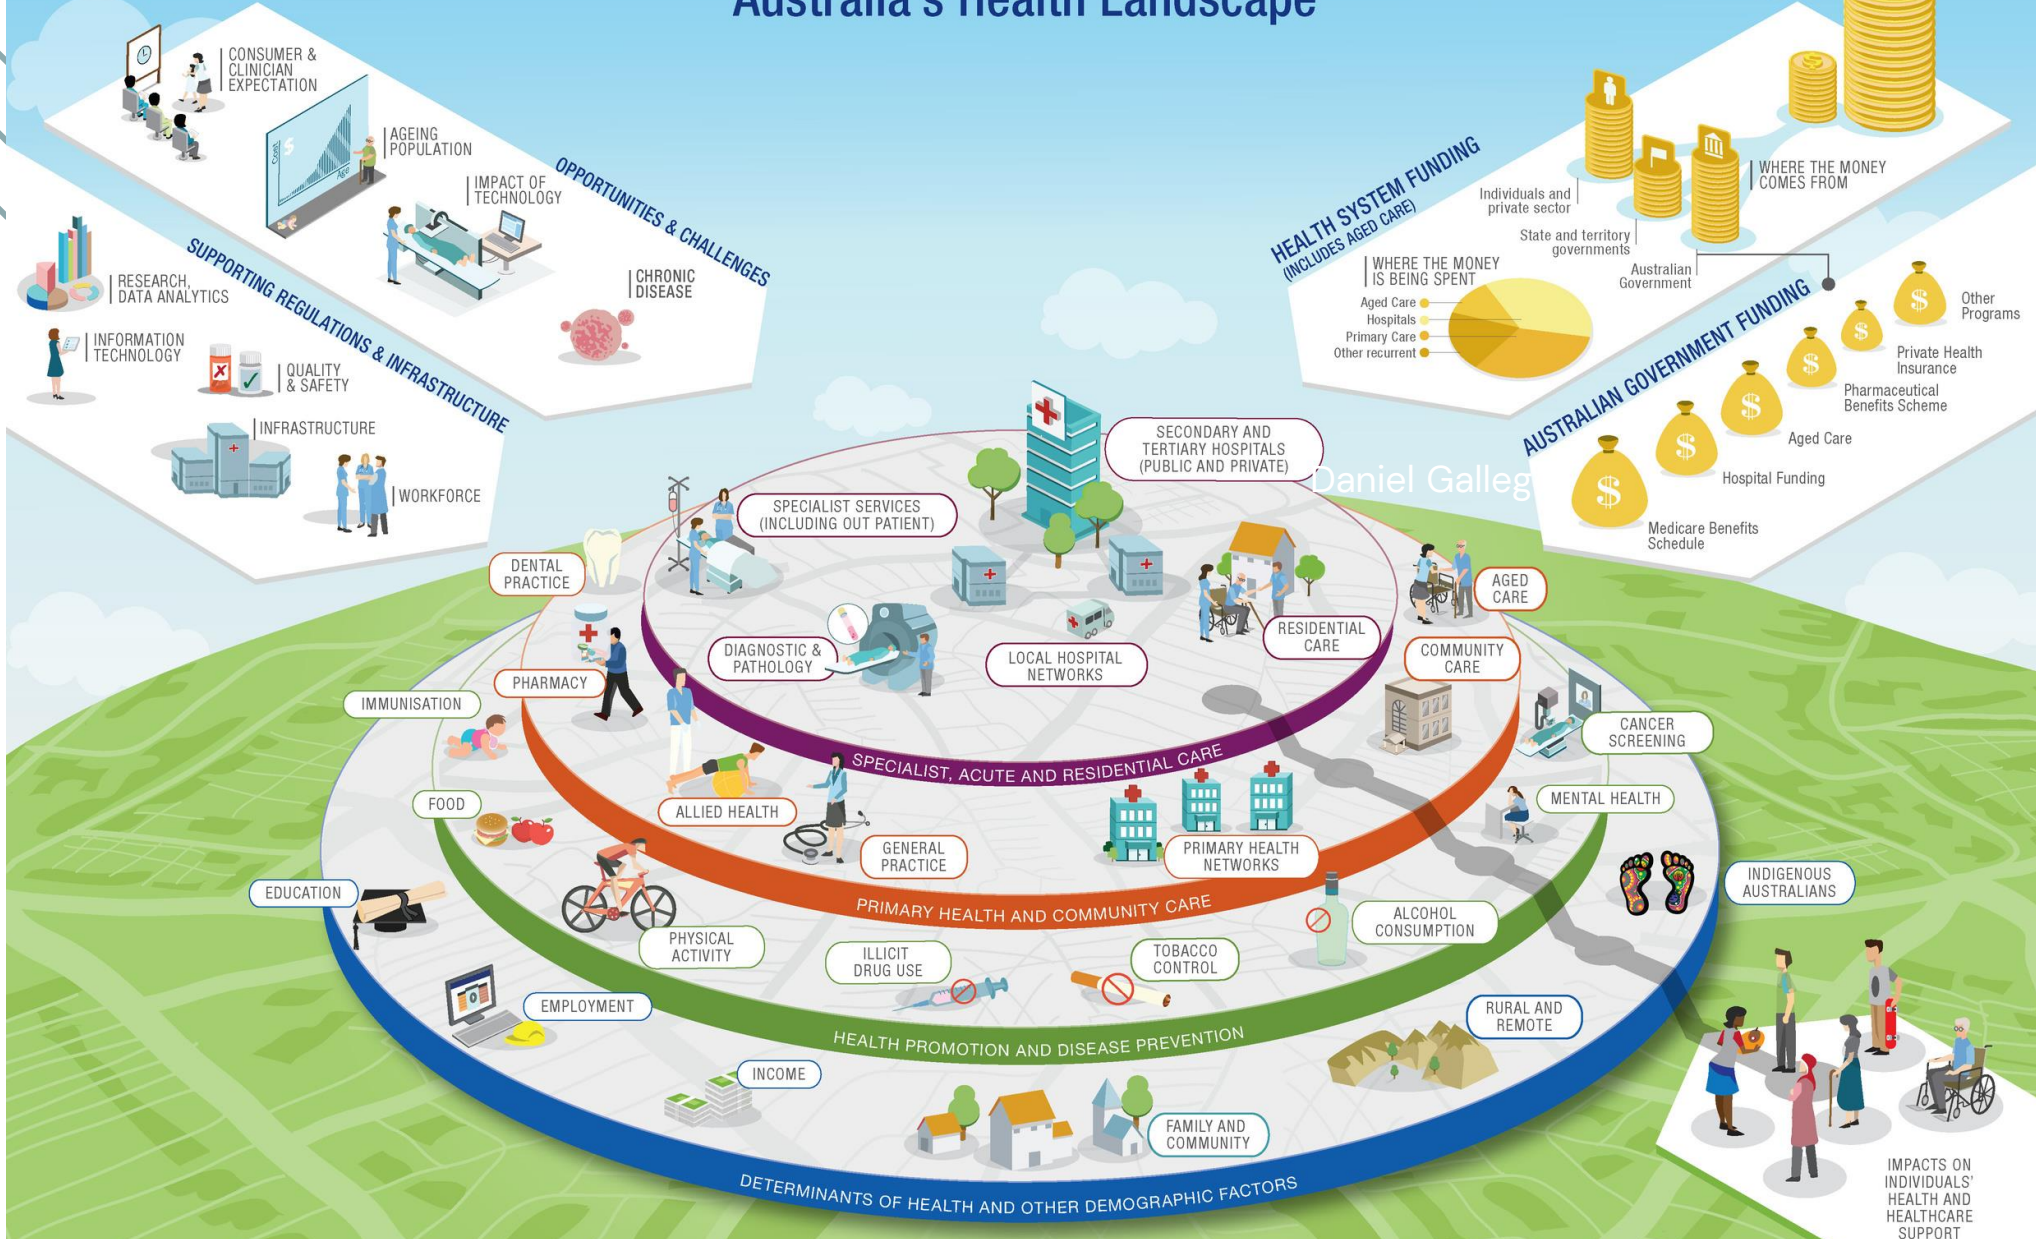 Australia's Health Landscape
CONSUMER &
CLINICIAN
EXPECTATION
Cost
$
Age
AGEING
POPULATION
IMPACT OF
TECHNOLOGY
CHRONIC
DISEASE
OPPORTUNITIES & CHALLENGES
SUPPORTING REGULATIONS & INFRASTRUCTURE
RESEARCH,
DATA ANALYTICS
INFORMATION
TECHNOLOGY
QUALITY
& SAFETY
INFRASTRUCTURE
WORKFORCE
HEALTH SYSTEM FUNDING
(INCLUDES AGED CARE)
WHERE THE MONEY
COMES FROM
Individuals and
private sector
State and territory
governments
Australian
Government
WHERE THE MONEY
IS BEING SPENT
Aged Care
Hospitals
Primary Care
Other recurrent
AUSTRALIAN GOVERNMENT FUNDING
$
Other
Programs
$
Private Health
Insurance
$
Pharmaceutical
Benefits Scheme
$
Aged Care
$
Hospital Funding
$
Medicare Benefits
Schedule
Daniel Galleg
SECONDARY AND
TERTIARY HOSPITALS
(PUBLIC AND PRIVATE)
SPECIALIST SERVICES
(INCLUDING OUT PATIENT)
DIAGNOSTIC &
PATHOLOGY
LOCAL HOSPITAL
NETWORKS
RESIDENTIAL
CARE
SPECIALIST, ACUTE AND RESIDENTIAL CARE
DENTAL
PRACTICE
PHARMACY
AGED
CARE
COMMUNITY
CARE
ALLIED HEALTH
GENERAL
PRACTICE
PRIMARY HEALTH
NETWORKS
PRIMARY HEALTH AND COMMUNITY CARE
IMMUNISATION
FOOD
CANCER
SCREENING
MENTAL HEALTH
PHYSICAL
ACTIVITY
ILLICIT
DRUG USE
TOBACCO
CONTROL
ALCOHOL
CONSUMPTION
HEALTH PROMOTION AND DISEASE PREVENTION
EDUCATION
EMPLOYMENT
INCOME
FAMILY AND
COMMUNITY
RURAL AND
REMOTE
INDIGENOUS
AUSTRALIANS
DETERMINANTS OF HEALTH AND OTHER DEMOGRAPHIC FACTORS
IMPACTS ON
INDIVIDUALS'
HEALTH AND
HEALTHCARE
SUPPORT